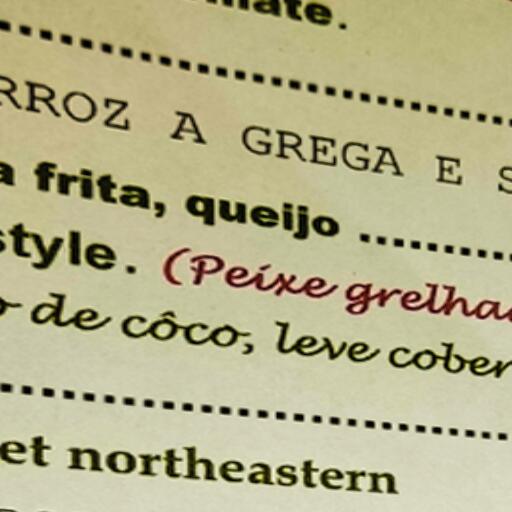 RROZ A GREGA E S
a frita, queijo ..............
style. (Peixe grelha
de côco, leve cober
et northeastern